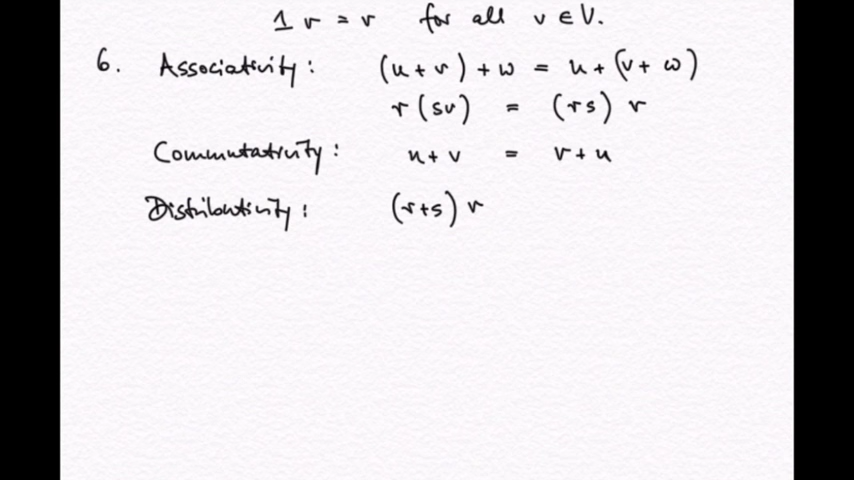 1 v = v for all v ∈ V.
6. Associativity: (u + v) + w = u + (v + w)
r (sv) = (rs) v
Commutativity: u + v = v + u
Distributivity: (r+s) v